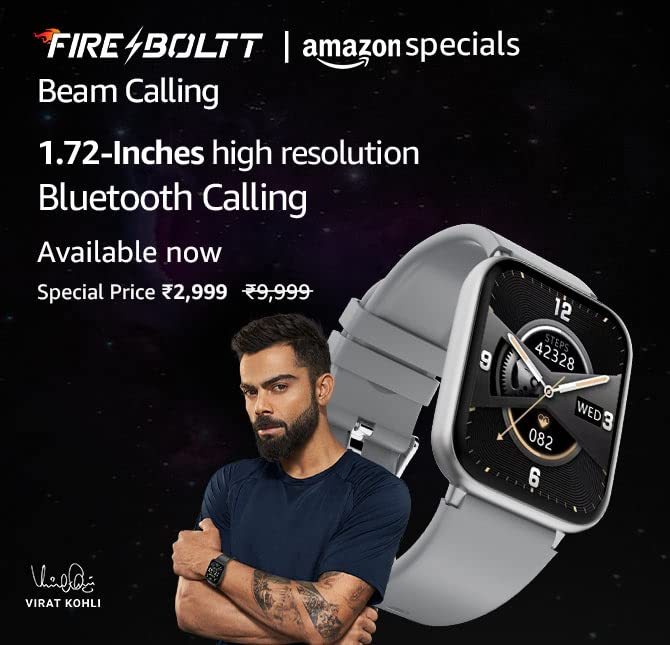 FIRE-BOLTT | amazon specials
Beam Calling
1.72-Inches high resolution
Bluetooth Calling
Available now
Special Price ₹2,999 ₹9,999
12
STEPS
42328
9
WED 3
082
6
VIRAT KOHLI